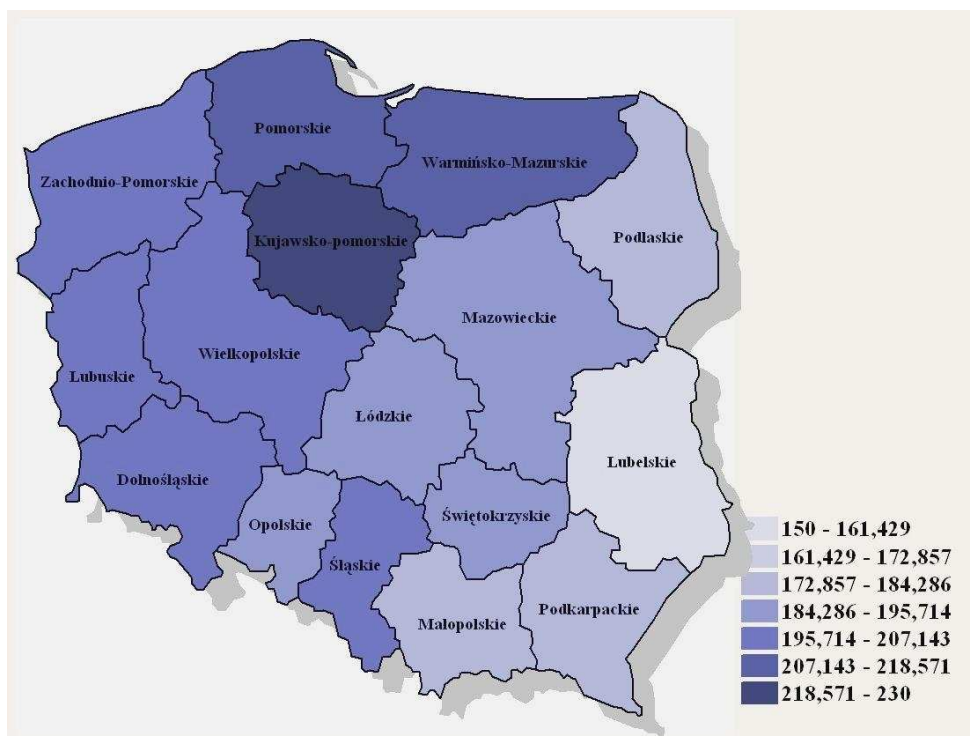 Pomorskie
Warmińsko-Mazurskie
Zachodnio-Pomorskie
Podlaskie
Kujawsko-pomorskie
Mazowieckie
Wielkopolskie
Lubuskie
Lódzkie
Lubelskie
Dolnośląskie
Świętokrzyskie
Opolskie
Śląskie
Podkarpackie
Małopolskie
150 - 161,429
161,429 - 172,857
172,857 - 184,286
184,286 - 195,714
195,714 - 207,143
207,143 - 218,571
218,571 - 230